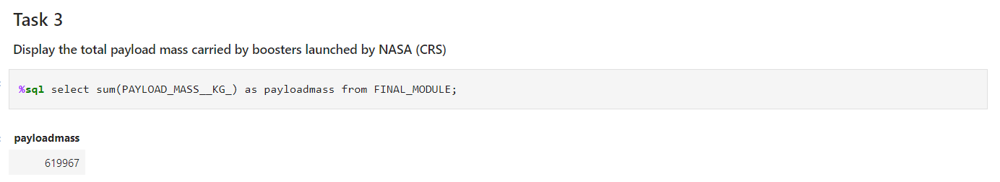 Task 3
Display the total payload mass carried by boosters launched by NASA (CRS)
%sql select sum(PAYLOAD_MASS__KG_) as payloadmass from FINAL_MODULE;
payloadmass
619967